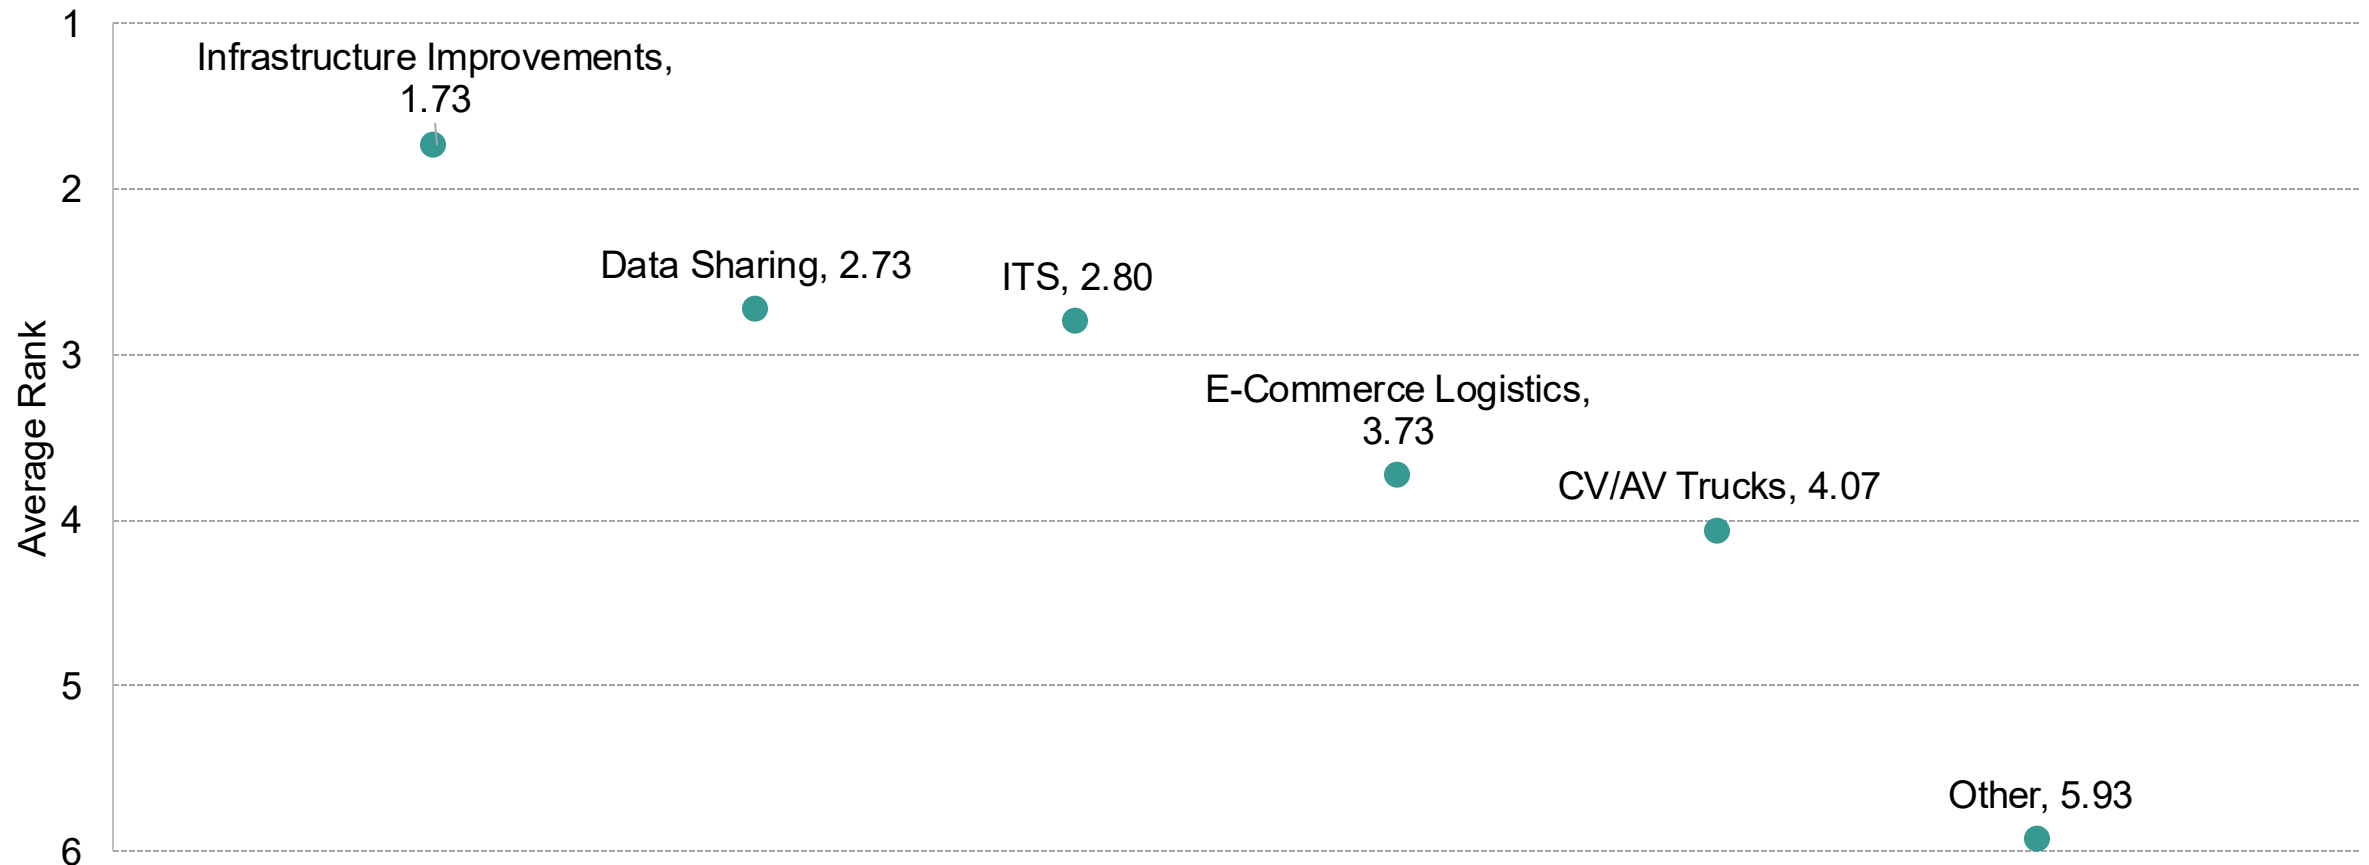 1
Infrastructure Improvements,
1.73
2
Data Sharing, 2.73
ITS, 2.80
Average Rank
3
E-Commerce Logistics,
3.73
CV/AV Trucks, 4.07
4
5
Other, 5.93
6